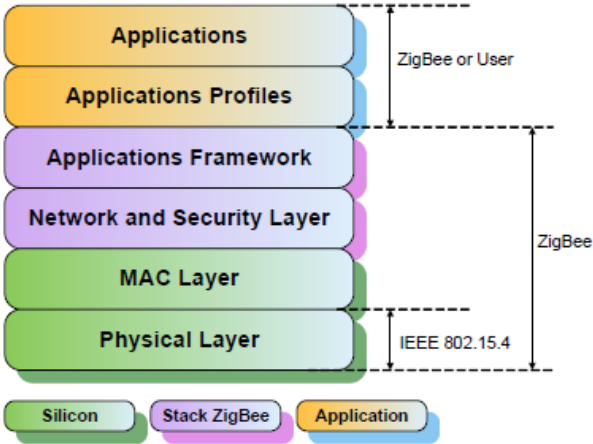 Applications
ZigBee or User
Applications Profiles
Applications Framework
Network and Security Layer
ZigBee
MAC Layer
Physical Layer
IEEE 802.15.4
Silicon
Stack ZigBee
Application